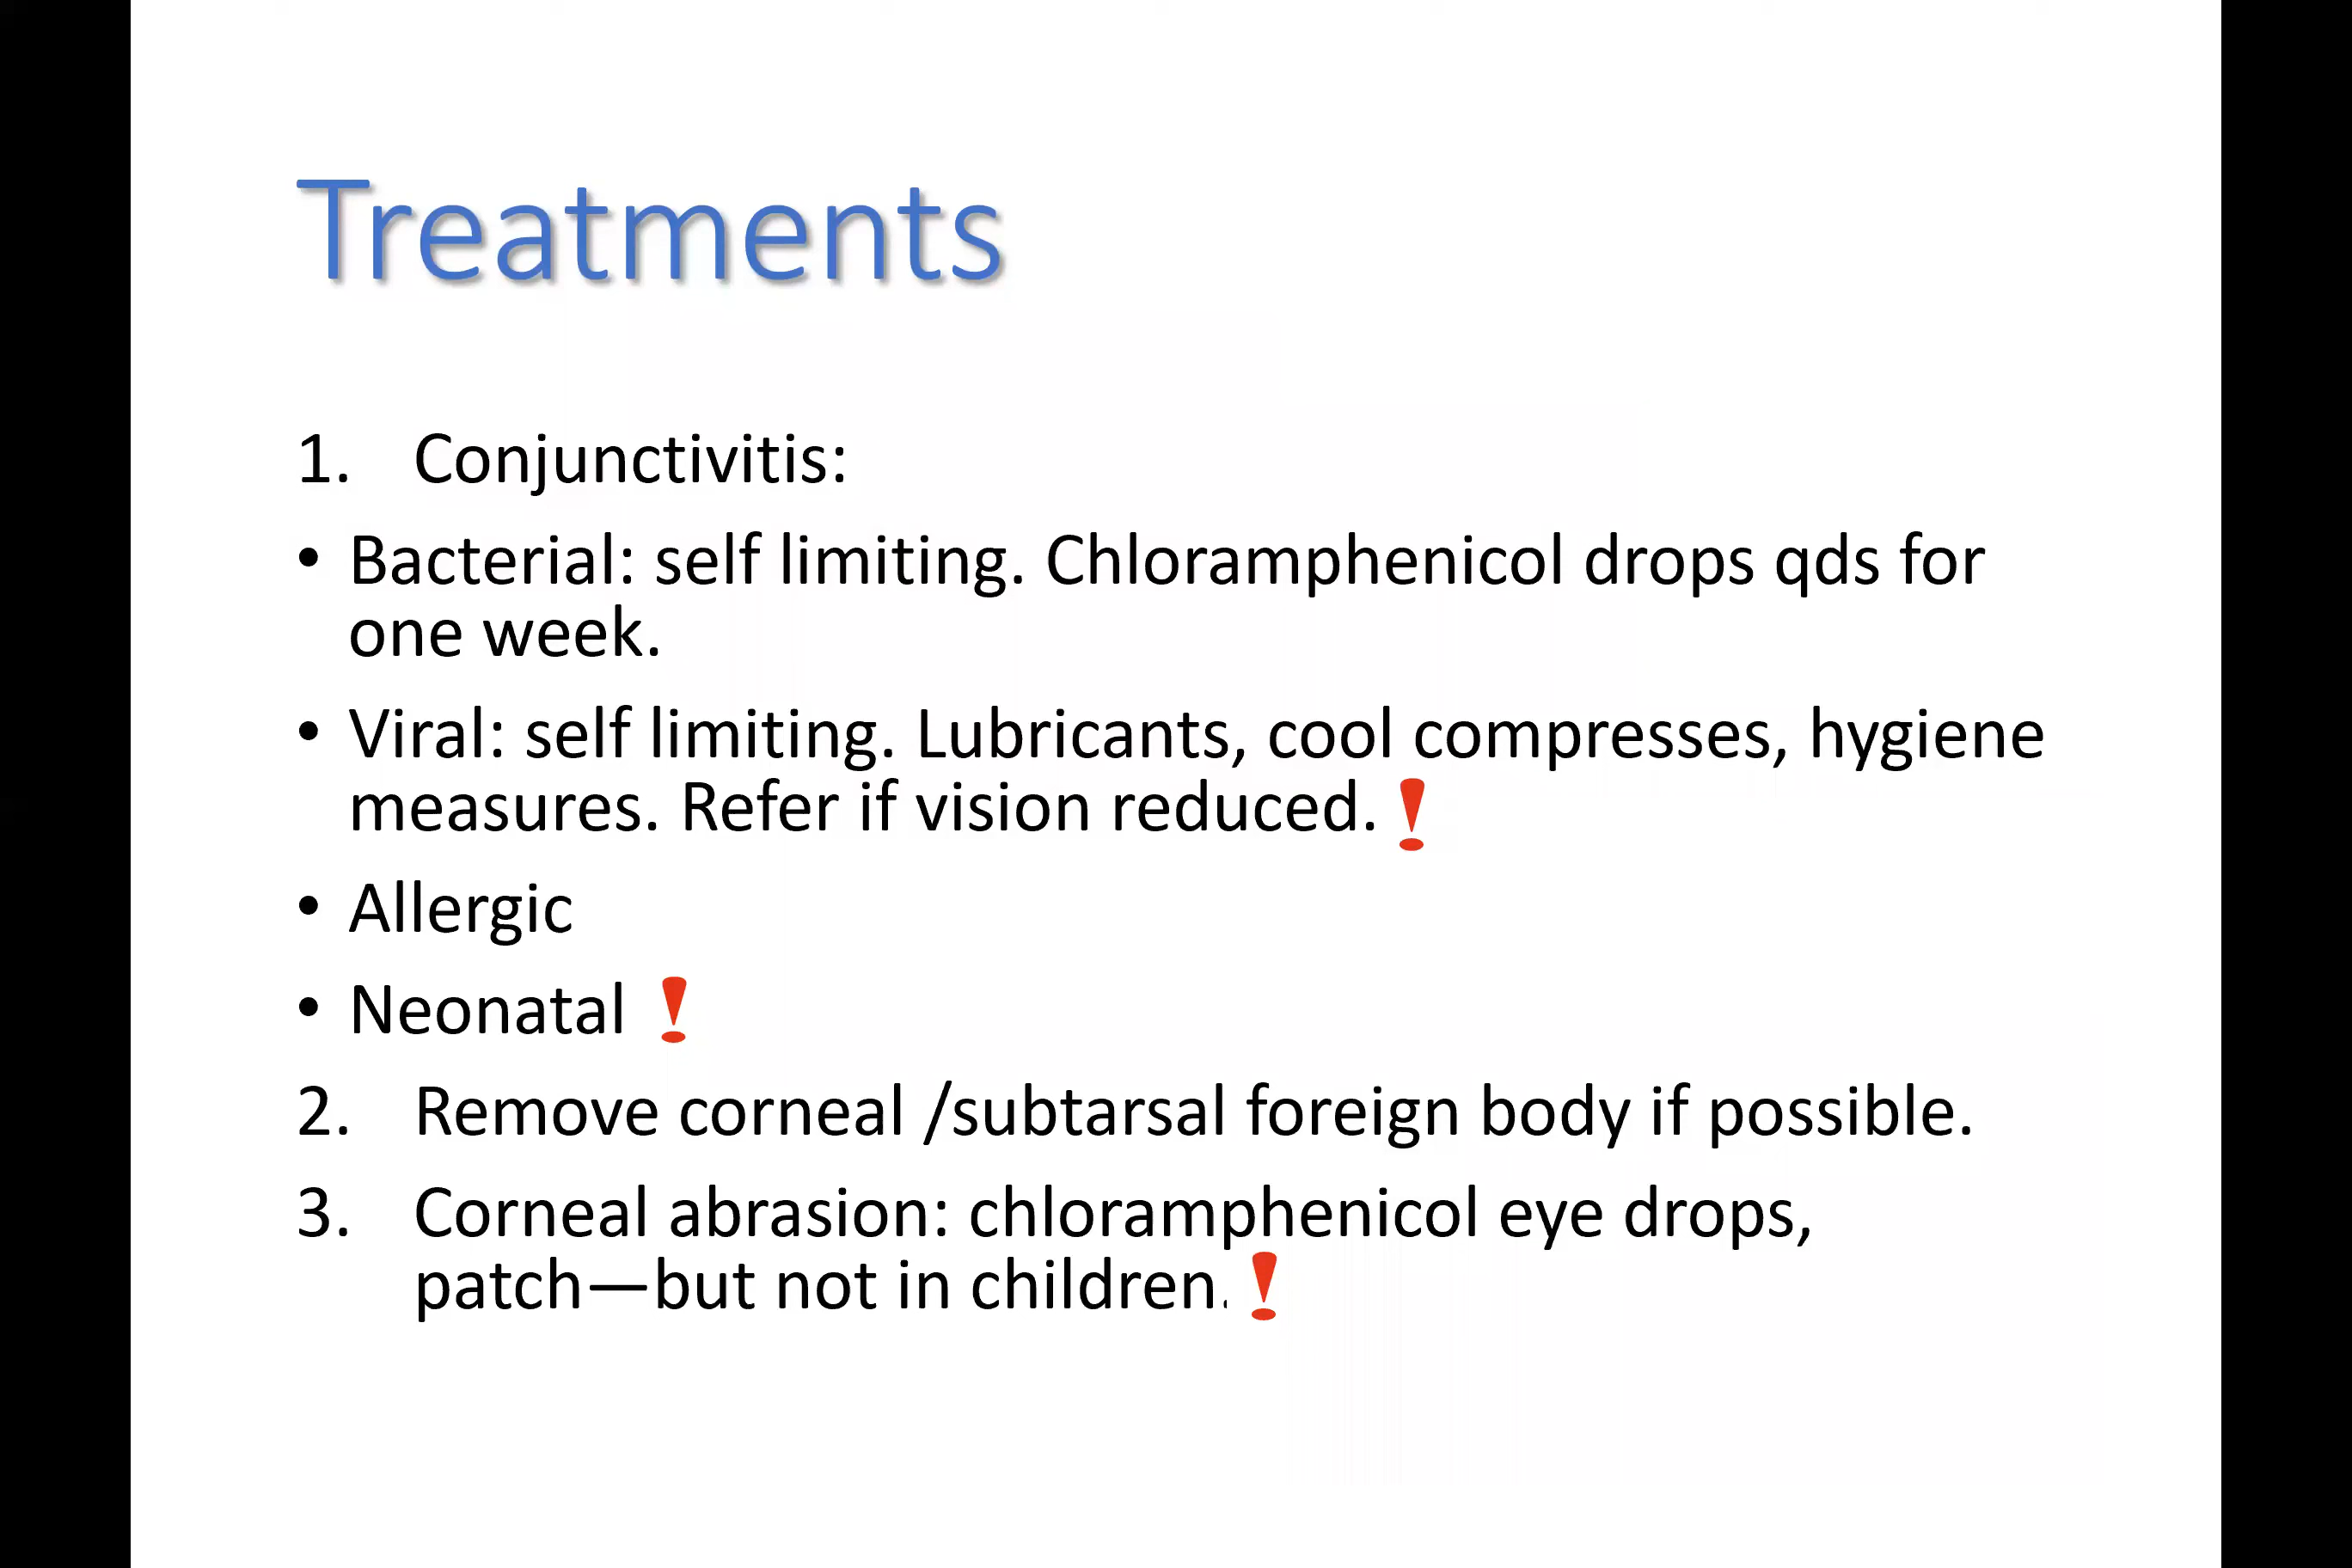 Treatments
1. Conjunctivitis:
• Bacterial: self limiting. Chloramphenicol drops qds for
one week.
• Viral: self limiting. Lubricants, cool compresses, hygiene
measures. Refer if vision reduced. !
• Allergic
• Neonatal !
2. Remove corneal /subtarsal foreign body if possible.
3. Corneal abrasion: chloramphenicol eye drops,
patch—but not in children. !